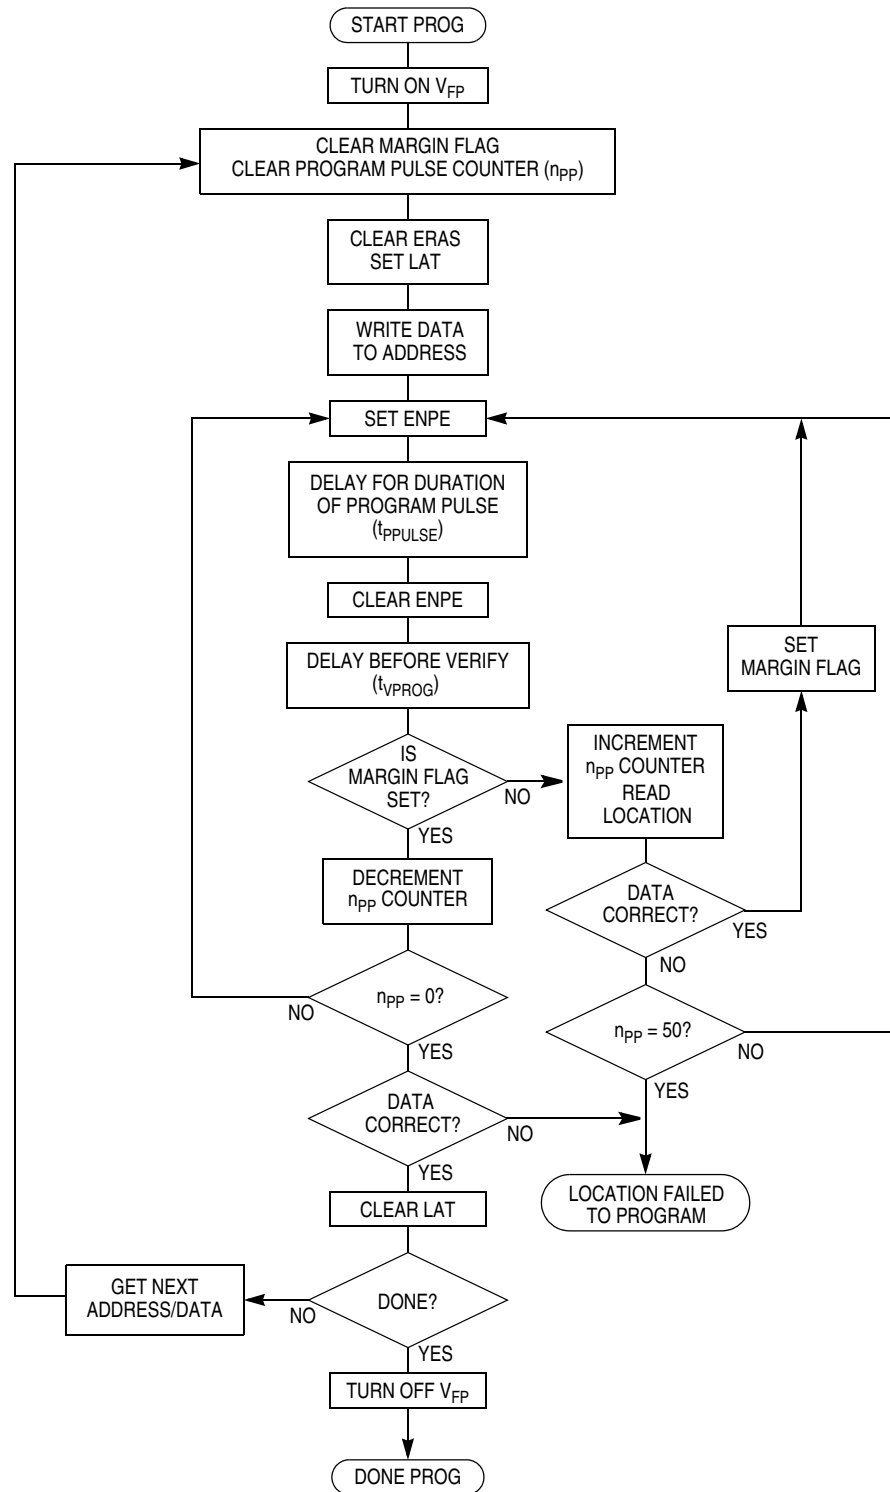 START PROG
TURN ON VFP
CLEAR MARGIN FLAG
CLEAR PROGRAM PULSE COUNTER (nPP)
CLEAR ERAS
SET LAT
WRITE DATA
TO ADDRESS
SET ENPE
DELAY FOR DURATION
OF PROGRAM PULSE
(tPPULSE)
CLEAR ENPE
DELAY BEFORE VERIFY
(tVPROG)
IS
MARGIN FLAG
SET?
NO
YES
INCREMENT
nPP COUNTER
READ
LOCATION
SET
MARGIN FLAG
DECREMENT
nPP COUNTER
DATA
CORRECT?
YES
NO
nPP = 0?
NO
YES
nPP = 50?
NO
YES
DATA
CORRECT?
NO
YES
LOCATION FAILED
TO PROGRAM
CLEAR LAT
GET NEXT
ADDRESS/DATA
DONE?
NO
YES
TURN OFF VFP
DONE PROG